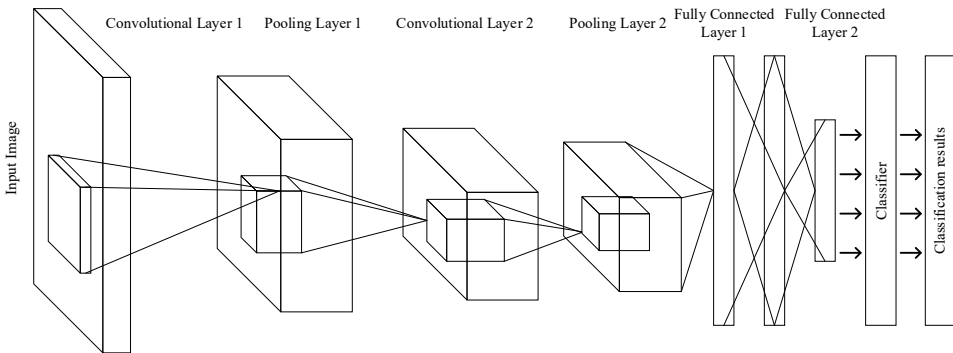 Convolutional Layer 1
Pooling Layer 1
Convolutional Layer 2
Pooling Layer 2
Fully Connected
Layer 1
Fully Connected
Layer 2
Input Image
Classifier
Classification results